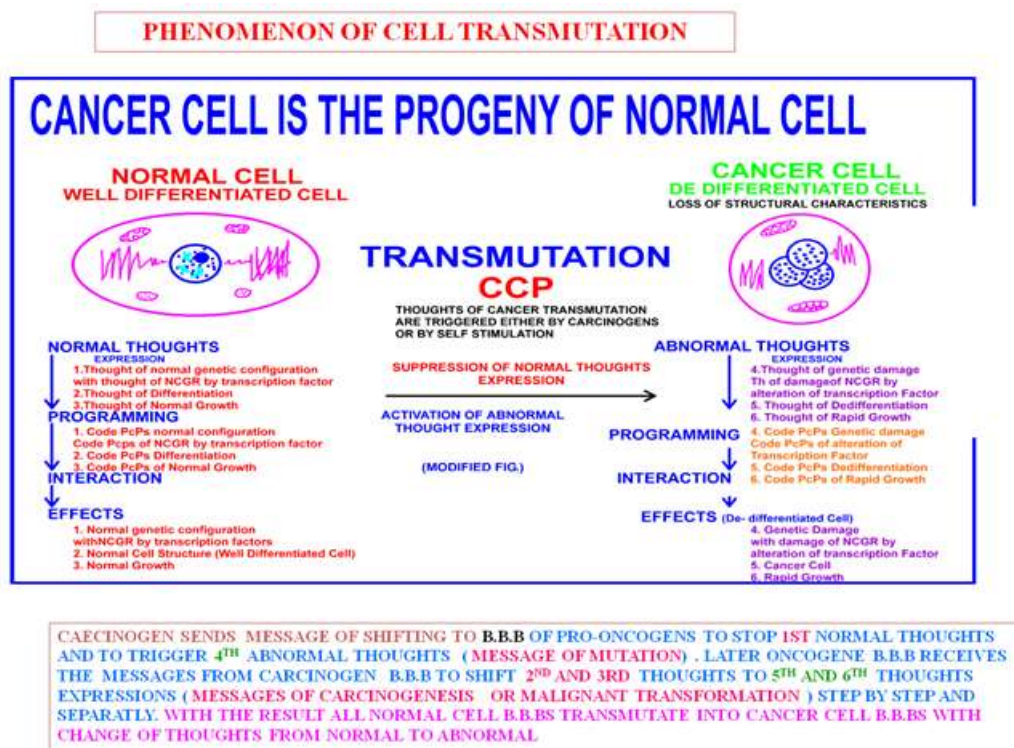 PHENOMENON OF CELL TRANSMUTATION
CANCER CELL IS THE PROGENY OF NORMAL CELL
NORMAL CELL
WELL DIFFERENTIATED CELL
CANCER CELL
DE DIFFERENTIATED CELL
LOSS OF STRUCTURAL CHARACTERISTICS
TRANSMUTATION
CCP
THOUGHTS OF CANCER TRANSMUTATION
ARE TRIGGERED EITHER BY CARCINOGENS
OR BY SELF STIMULATION
NORMAL THOUGHTS
EXPRESSION
1.Thought of normal genetic configuration
with thought of NCGR by transcription factor
2.Thought of Differentiation
3.Thought of Normal Growth
PROGRAMMING
1. Code PcPs normal configuration
Code Pcps of NCGR by transcription factor
2. Code PcPs Differentiation
3. Code PcPs of Normal Growth
INTERACTION
EFFECTS
1. Normal genetic configuration
withNCGR by transcription factors
2. Normal Cell Structure (Well Differentiated Cell)
3. Normal Growth
SUPPRESSION OF NORMAL THOUGHTS
EXPRESSION
ACTIVATION OF ABNORMAL
THOUGHT EXPRESSION
(MODIFIED FIG.)
ABNORMAL THOUGHTS
EXPRESSION
4.Thought of genetic damage
Th of damageof NCGR by
alteration of transcription Factor
5. Thought of Dedifferentiation
6. Thought of Rapid Growth
PROGRAMMING
4. Code PcPs Genetic damage
Code PcPs of alteration of
Transcription Factor
5. Code PcPs Dedifferentiation
6. Code PcPs of Rapid Growth
INTERACTION
EFFECTS (De- differentiated Cell)
4. Genetic Damage
with damage of NCGR by
alteration of transcription Factor
5. Cancer Cell
6. Rapid Growth
CAECINOGEN SENDS MESSAGE OF SHIFTING TO B.B.B OF PRO-ONCOGENS TO STOP 1ST NORMAL THOUGHTS
AND TO TRIGGER 4TH ABNORMAL THOUGHTS ( MESSAGE OF MUTATION) . LATER ONCOGENE B.B.B RECEIVES
THE MESSAGES FROM CARCINOGEN B.B.B TO SHIFT 2ND AND 3RD THOUGHTS TO 5TH AND 6TH THOUGHTS
EXPRESSIONS ( MESSAGES OF CARCINOGENESIS OR MALIGNANT TRANSFORMATION ) STEP BY STEP AND
SEPARATLY. WITH THE RESULT ALL NORMAL CELL B.B.BS TRANSMUTATE INTO CANCER CELL B.B.BS WITH
CHANGE OF THOUGHTS FROM NORMAL TO ABNORMAL